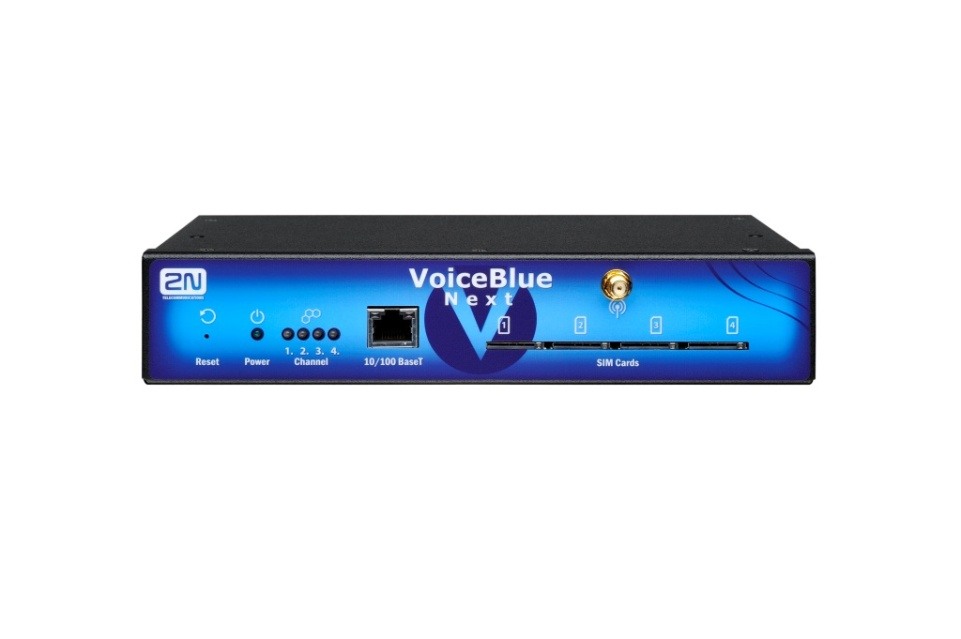 2N
TELECOMMUNICATIONS
VoiceBlue
Next
1 2 3 4
1. 2. 3. 4.
Reset
Power
Channel
10/100 BaseT
SIM Cards